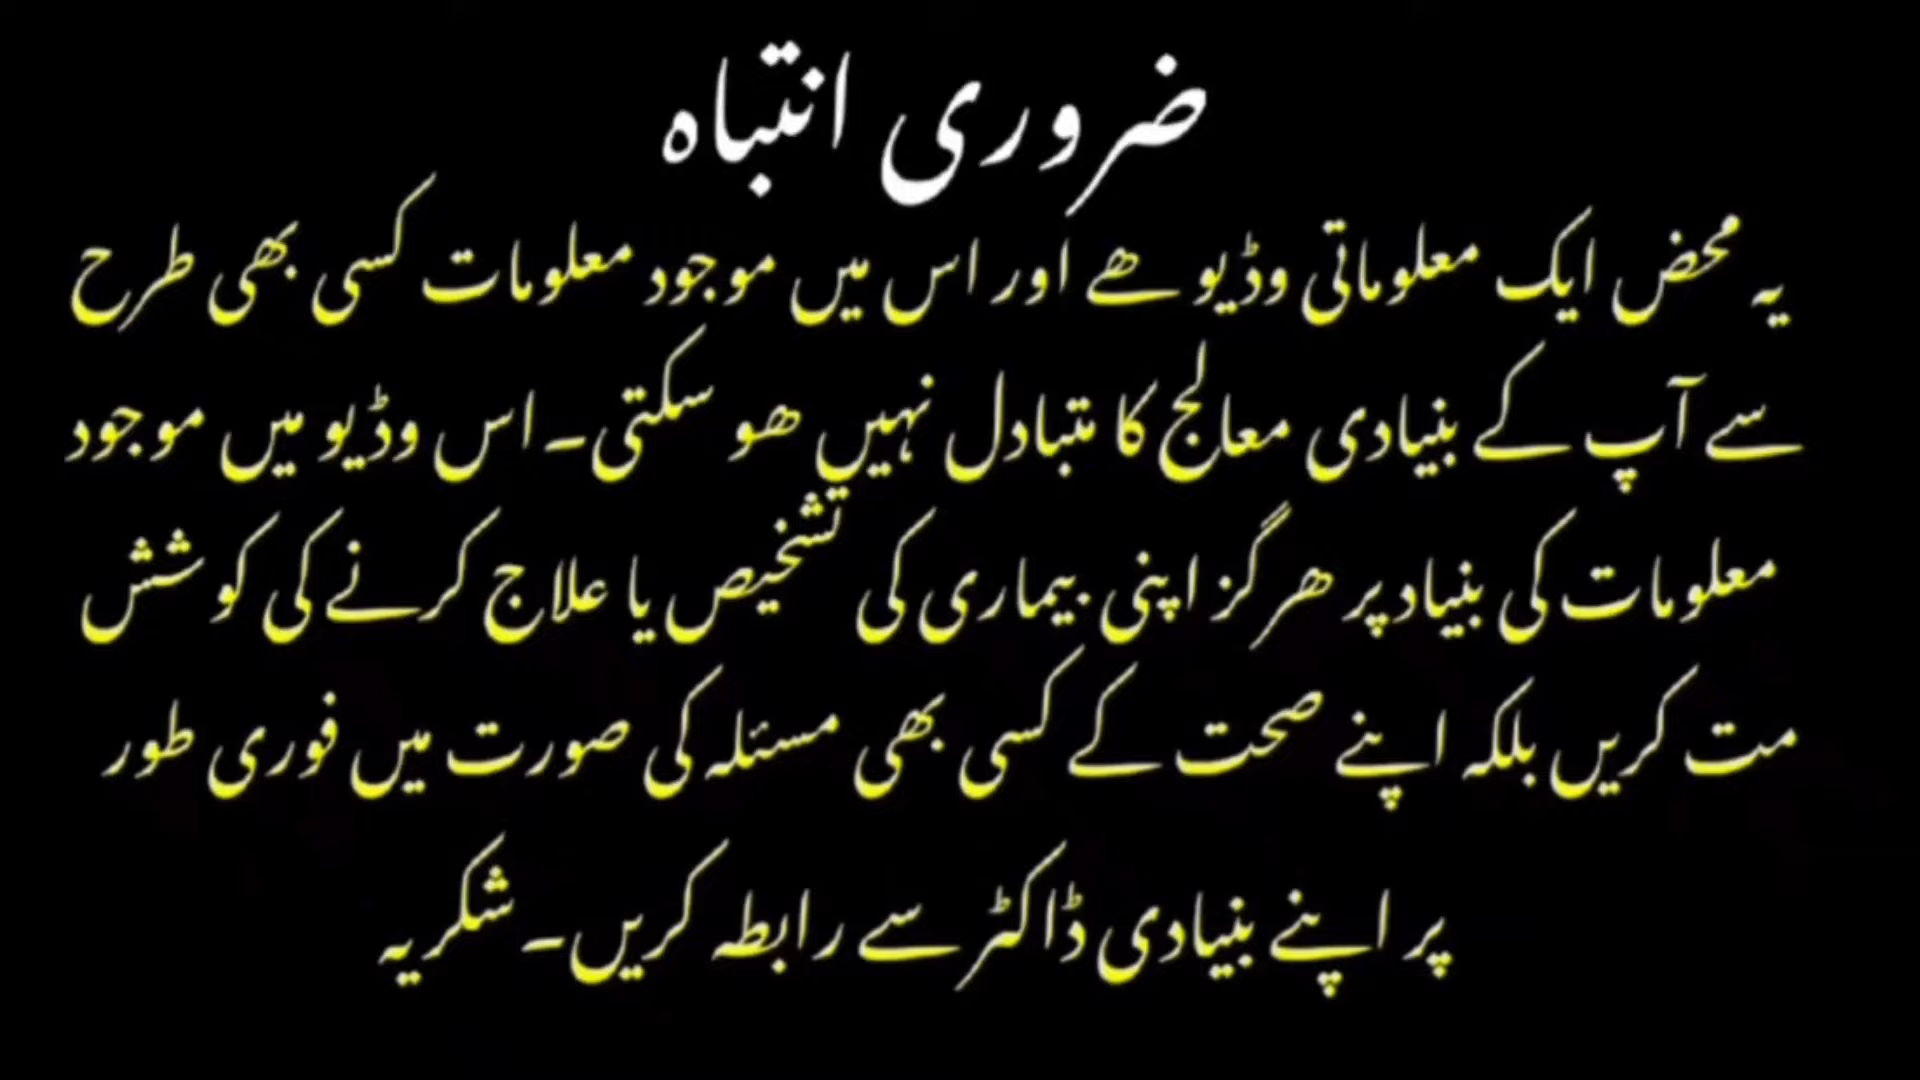 ضروری انتباہ
یہ محض ایک معلوماتی وڈیو ھے اور اس میں موجود معلومات کسی بھی طرح
سے آپ کے بنیادی معالج کا متبادل نہیں ھو سکتی۔ اس وڈیو میں موجود
معلومات کی بنیاد پر ھرگز اپنی بیماری کی تشخیص یا علاج کرنے کی کوشش
مت کریں بلکہ اپنے صحت کے کسی بھی مسئلہ کی صورت میں فوری طور
پر اپنے بنیادی ڈاکٹر سے رابطہ کریں۔ شکریہ